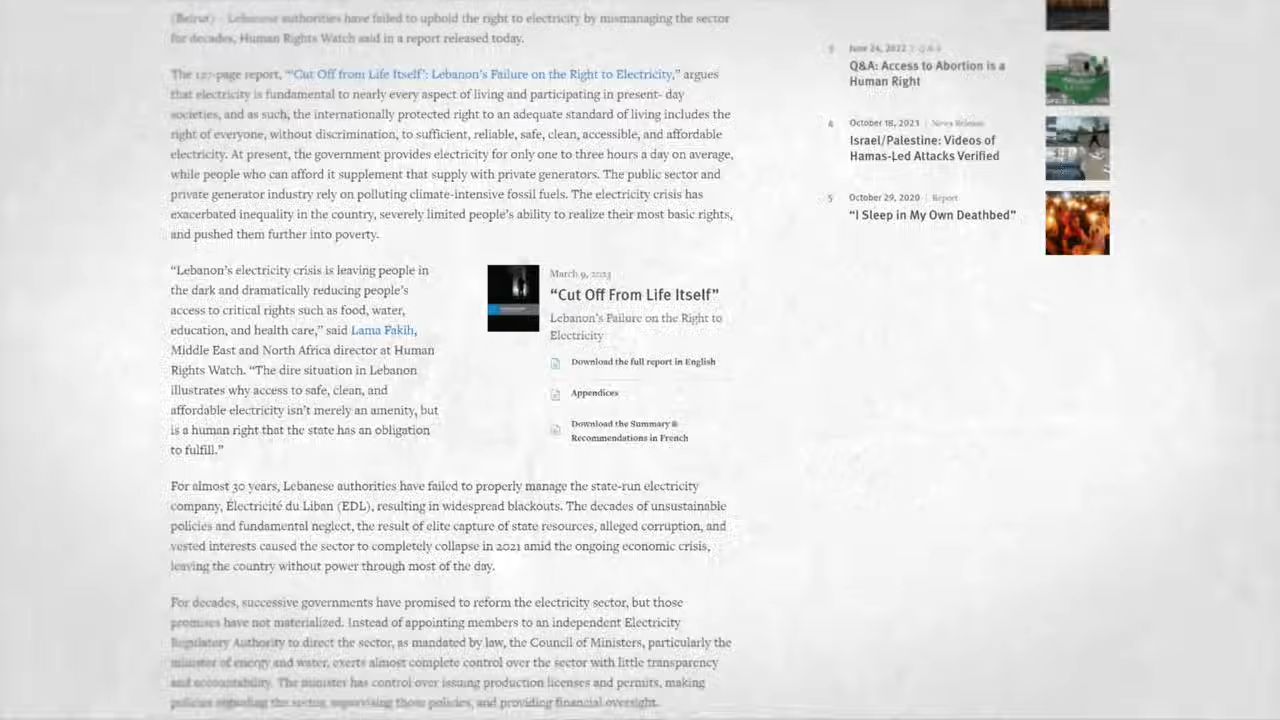 (Beirut) – Lebanese authorities have failed to uphold the right to electricity by mismanaging the sector
for decades, Human Rights Watch said in a report released today.
The 127-page report, “‘Cut Off from Life Itself’: Lebanon’s Failure on the Right to Electricity,” argues
that electricity is fundamental to nearly every aspect of living and participating in present- day
societies, and as such, the internationally protected right to an adequate standard of living includes the
right of everyone, without discrimination, to sufficient, reliable, safe, clean, accessible, and affordable
electricity. At present, the government provides electricity for only one to three hours a day on average,
while people who can afford it supplement that supply with private generators. The public sector and
private generator industry rely on polluting climate-intensive fossil fuels. The electricity crisis has
exacerbated inequality in the country, severely limited people’s ability to realize their most basic rights,
and pushed them further into poverty.
“Lebanon’s electricity crisis is leaving people in
the dark and dramatically reducing people’s
access to critical rights such as food, water,
education, and health care,” said Lama Fakih,
Middle East and North Africa director at Human
Rights Watch. “The dire situation in Lebanon
illustrates why access to safe, clean, and
affordable electricity isn’t merely an amenity, but
is a human right that the state has an obligation
to fulfill.”
March 9, 2023
“Cut Off From Life Itself”
Lebanon’s Failure on the Right to
Electricity
Download the full report in English
Appendices
Download the Summary &
Recommendations in French
For almost 30 years, Lebanese authorities have failed to properly manage the state-run electricity
company, Électricité du Liban (EDL), resulting in widespread blackouts. The decades of unsustainable
policies and fundamental neglect, the result of elite capture of state resources, alleged corruption, and
vested interests caused the sector to completely collapse in 2021 amid the ongoing economic crisis,
leaving the country without power through most of the day.
For decades, successive governments have promised to reform the electricity sector, but those
promises have not materialized. Instead of appointing members to an independent Electricity
Regulatory Authority to direct the sector, as mandated by law, the Council of Ministers, particularly the
minister of energy and water, exerts almost complete control over the sector with little transparency
and accountability. The minister has control over issuing production licenses and permits, making
policies regarding the sector, supervising those policies, and providing financial oversight.
3 June 24, 2022 | Q & A
Q&A: Access to Abortion is a
Human Right
4 October 18, 2023 | News Release
Israel/Palestine: Videos of
Hamas-Led Attacks Verified
5 October 29, 2020 | Report
“I Sleep in My Own Deathbed”